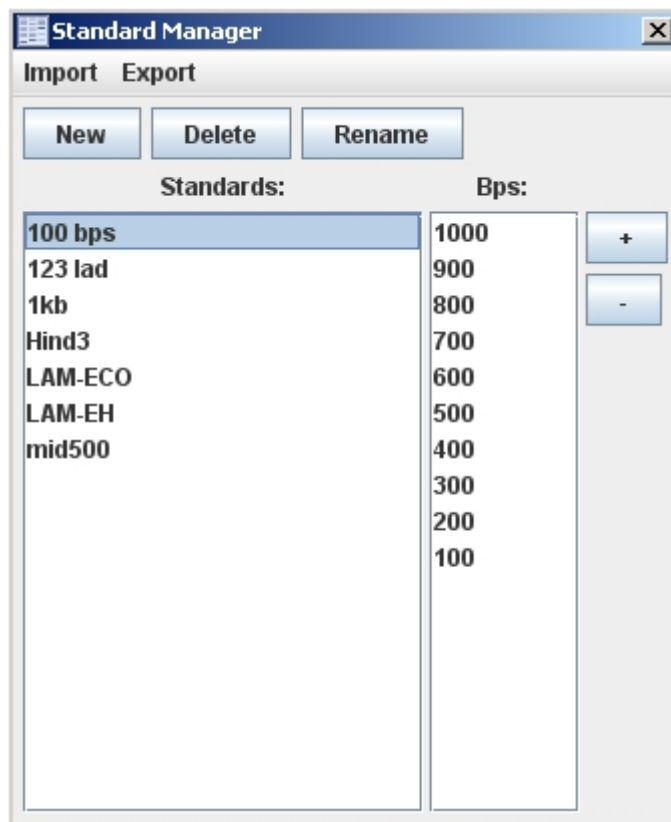 Standard Manager
Import Export
New Delete Rename
Standards: Bps:
100 bps 1000 +
123 lad 900
1kb 800 -
Hind3 700
LAM-ECO 600
LAM-EH 500
mid500 400
300
200
100